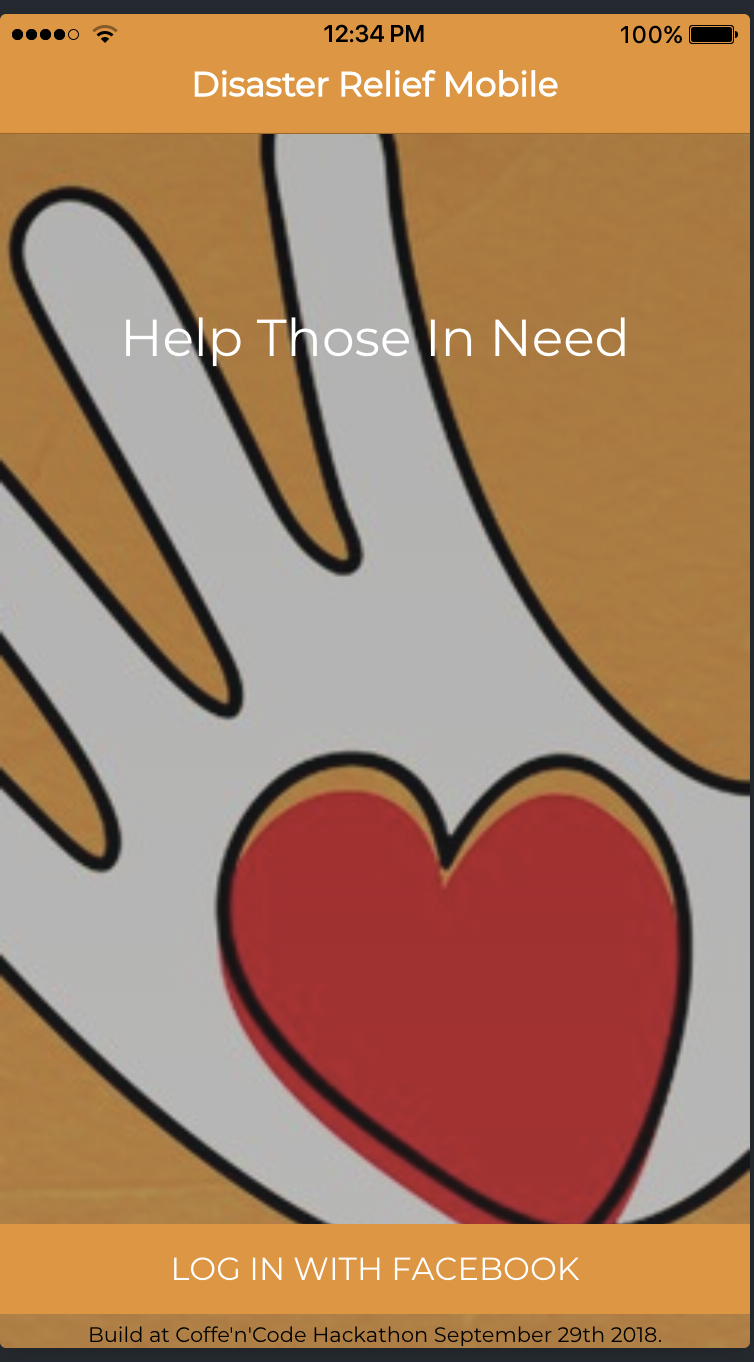 12:34 PM 100%
Disaster Relief Mobile
Help Those In Need
LOG IN WITH FACEBOOK
Build at Coffe'n'Code Hackathon September 29th 2018.